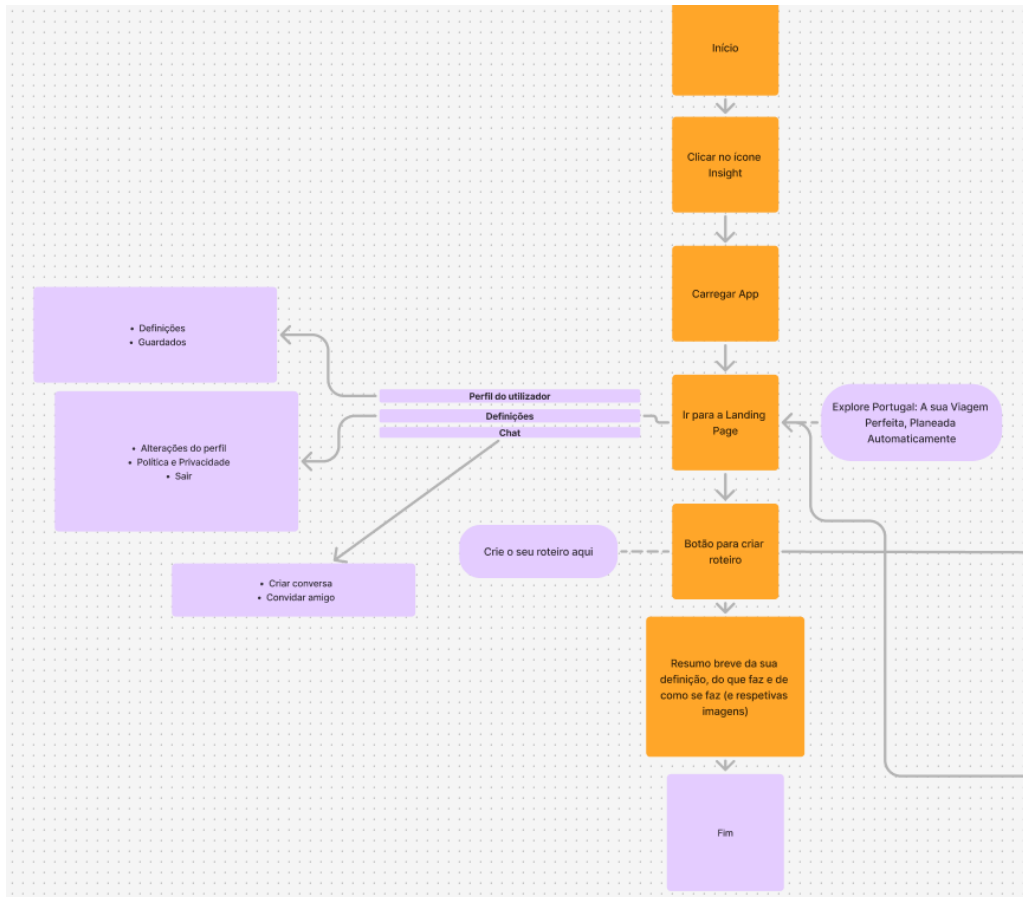 Início
Clicar no icone
Insight
Carregar App
• Definições
• Guardados
Perfil do utilizador
Definições
Chat
Ir para a Landing
Page
Explore Portugal: A sua Viagem
Perfeita, Planeada
Automaticamente
• Alterações do perfil
• Política e Privacidade
• Sair
Crie o seu roteiro aqui
Botão para criar
roteiro
• Criar conversa
• Convidar amigo
Resumo breve da sua
definição, do que faz e de
como se faz (e respetivas
imagens)
Fim